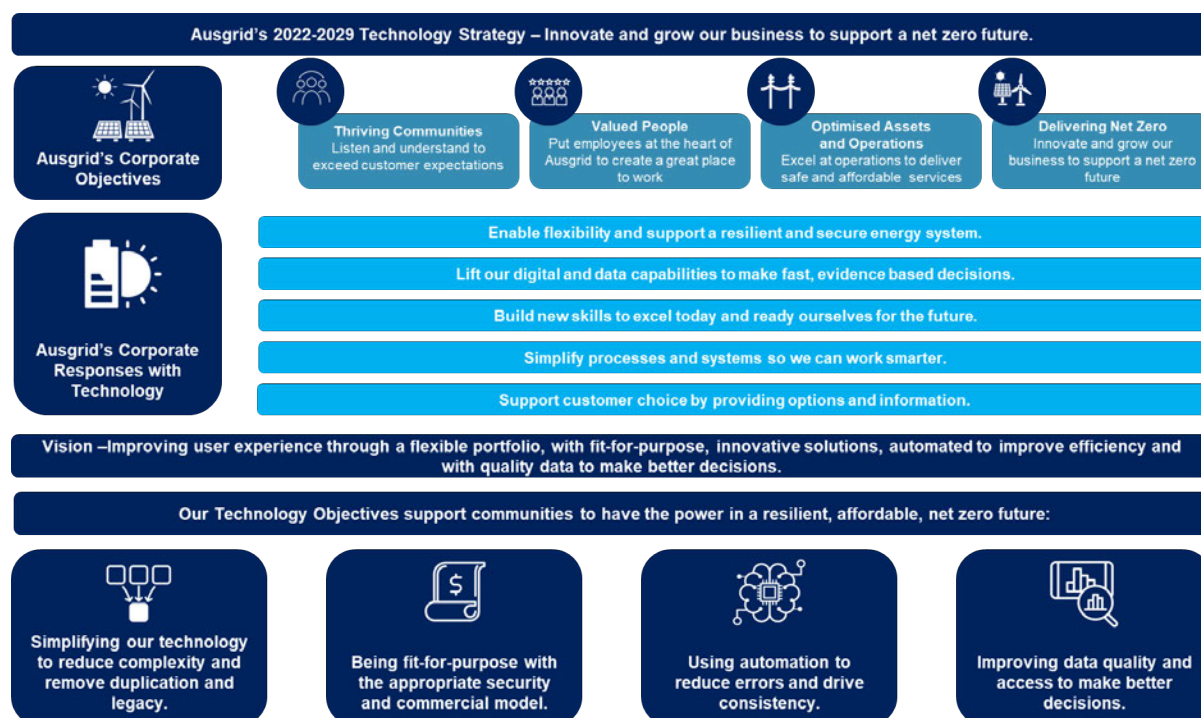 Ausgrid's 2022-2029 Technology Strategy – Innovate and grow our business to support a net zero future.
Ausgrid's Corporate
Objectives
Thriving Communities
Listen and understand to
exceed customer expectations
Valued People
Put employees at the heart of
Ausgrid to create a great place
to work
Optimised Assets
and Operations
Excel at operations to deliver
safe and affordable services
Delivering Net Zero
Innovate and grow our
business to support a net zero
future
Ausgrid's Corporate
Responses with
Technology
Enable flexibility and support a resilient and secure energy system.
Lift our digital and data capabilities to make fast, evidence based decisions.
Build new skills to excel today and ready ourselves for the future.
Simplify processes and systems so we can work smarter.
Support customer choice by providing options and information.
Vision –Improving user experience through a flexible portfolio, with fit-for-purpose, innovative solutions, automated to improve efficiency and
with quality data to make better decisions.
Our Technology Objectives support communities to have the power in a resilient, affordable, net zero future:
Simplifying our technology
to reduce complexity and
remove duplication and
legacy.
$
Being fit-for-purpose with
the appropriate security
and commercial model.
Using automation to
reduce errors and drive
consistency.
Improving data quality and
access to make better
decisions.